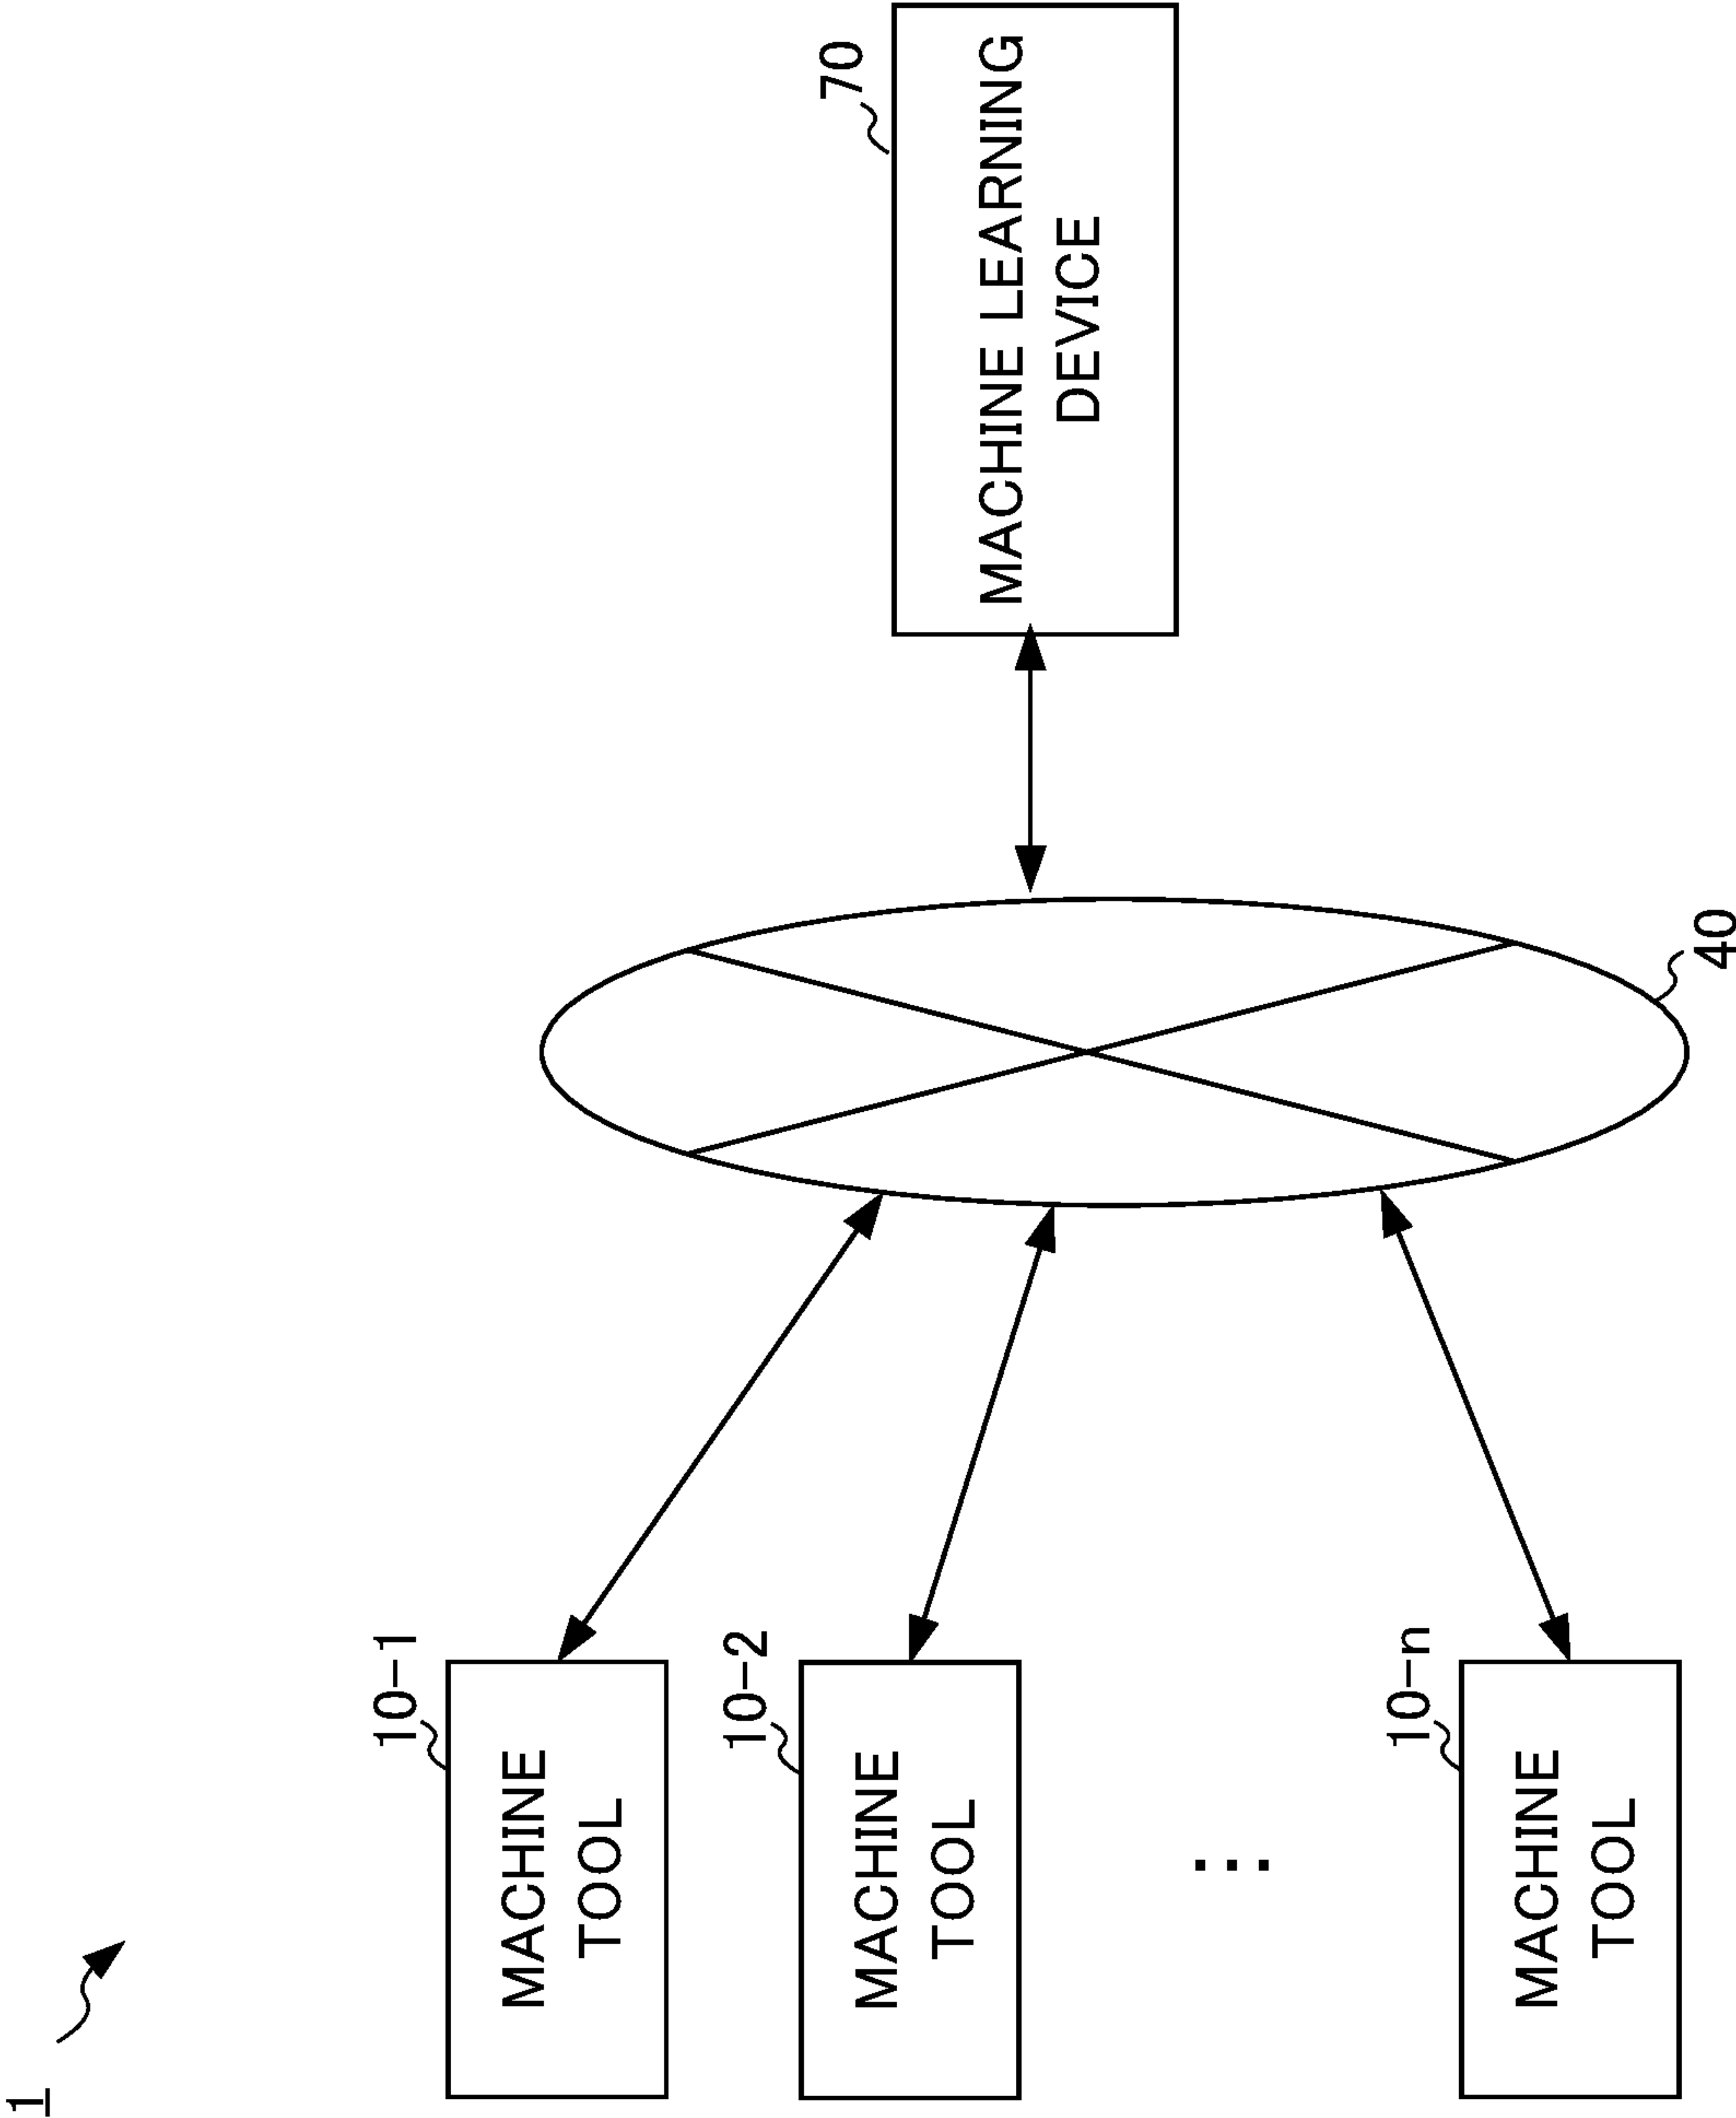 1
10-1
MACHINE
TOOL
10-2
MACHINE
TOOL
⋮
10-n
MACHINE
TOOL
40
70
MACHINE LEARNING
DEVICE